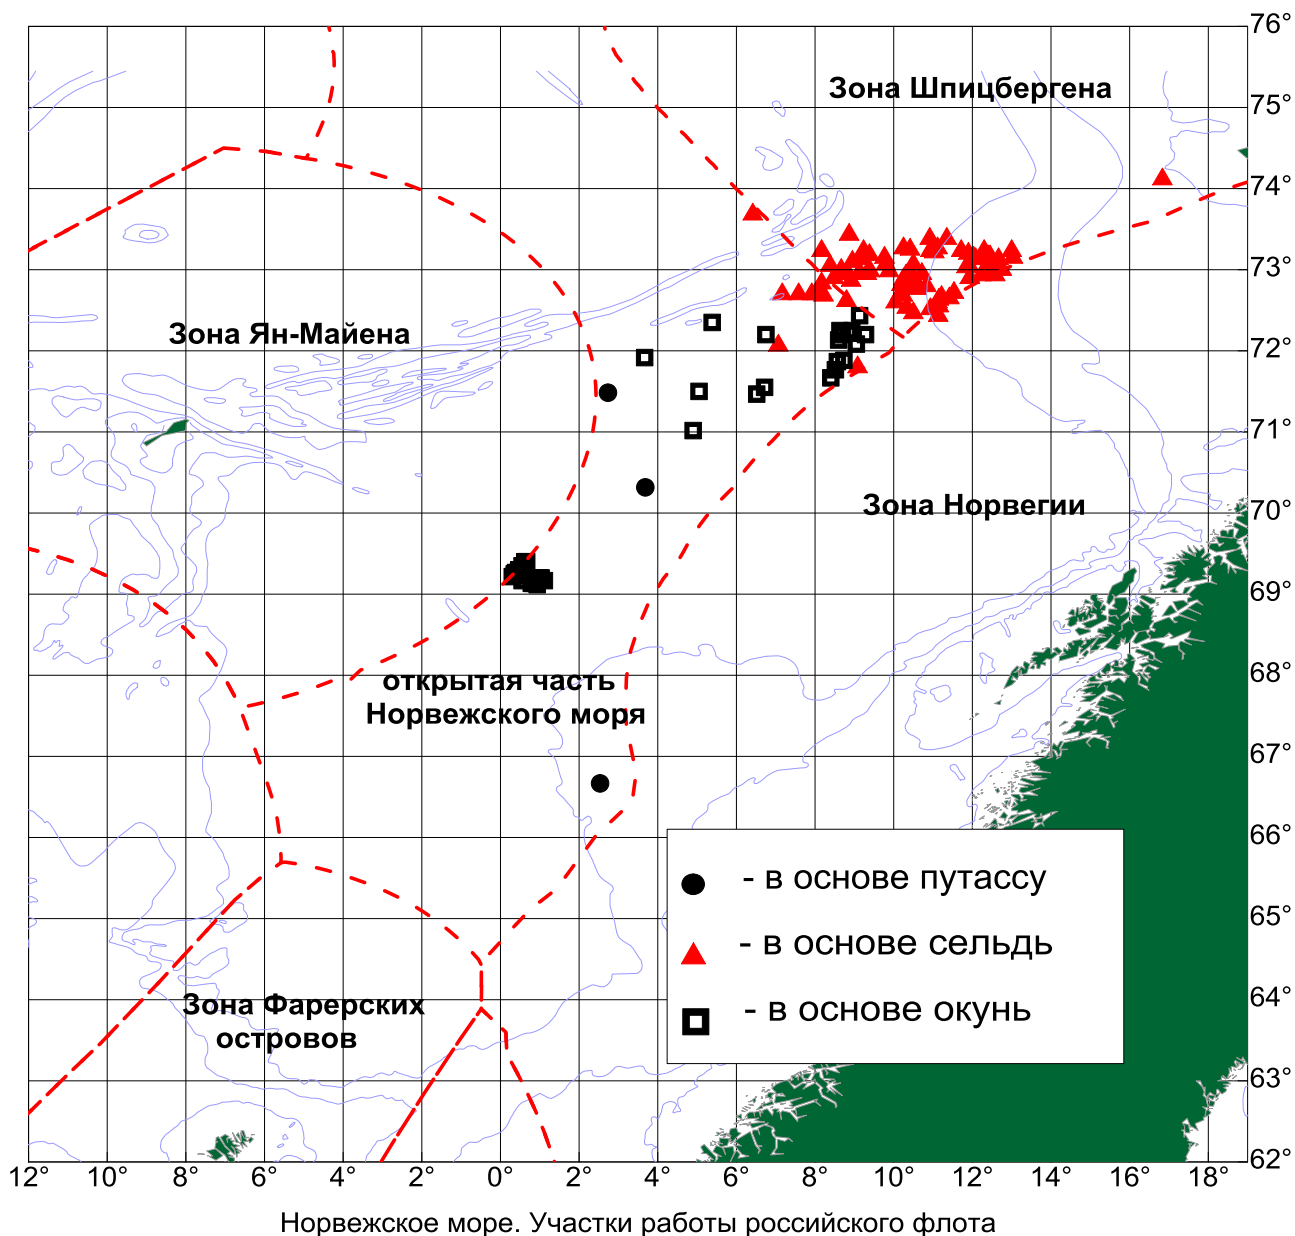 76°
Зона Шпицбергена
75°
74°
73°
Зона Ян-Майена
72°
71°
Зона Норвегии
70°
69°
открытая часть
Норвежского моря
68°
67°
66°
- в основе путассу
65°
- в основе сельдь
Зона Фарерских
островов
64°
- в основе окунь
63°
62°
12° 10° 8° 6° 4° 2° 0° 2° 4° 6° 8° 10° 12° 14° 16° 18°
Норвежское море. Участки работы российского флота